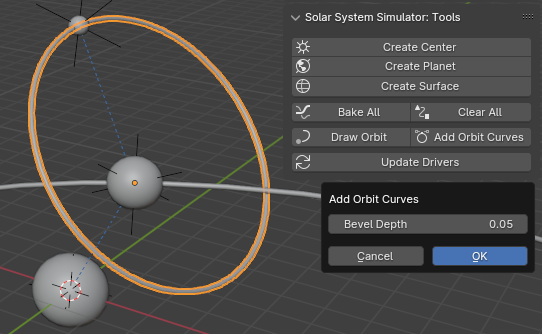 Solar System Simulator: Tools
Create Center
Create Planet
Create Surface
Bake All
Clear All
Draw Orbit
Add Orbit Curves
Update Drivers
Add Orbit Curves
Bevel Depth 0.05
Cancel
OK